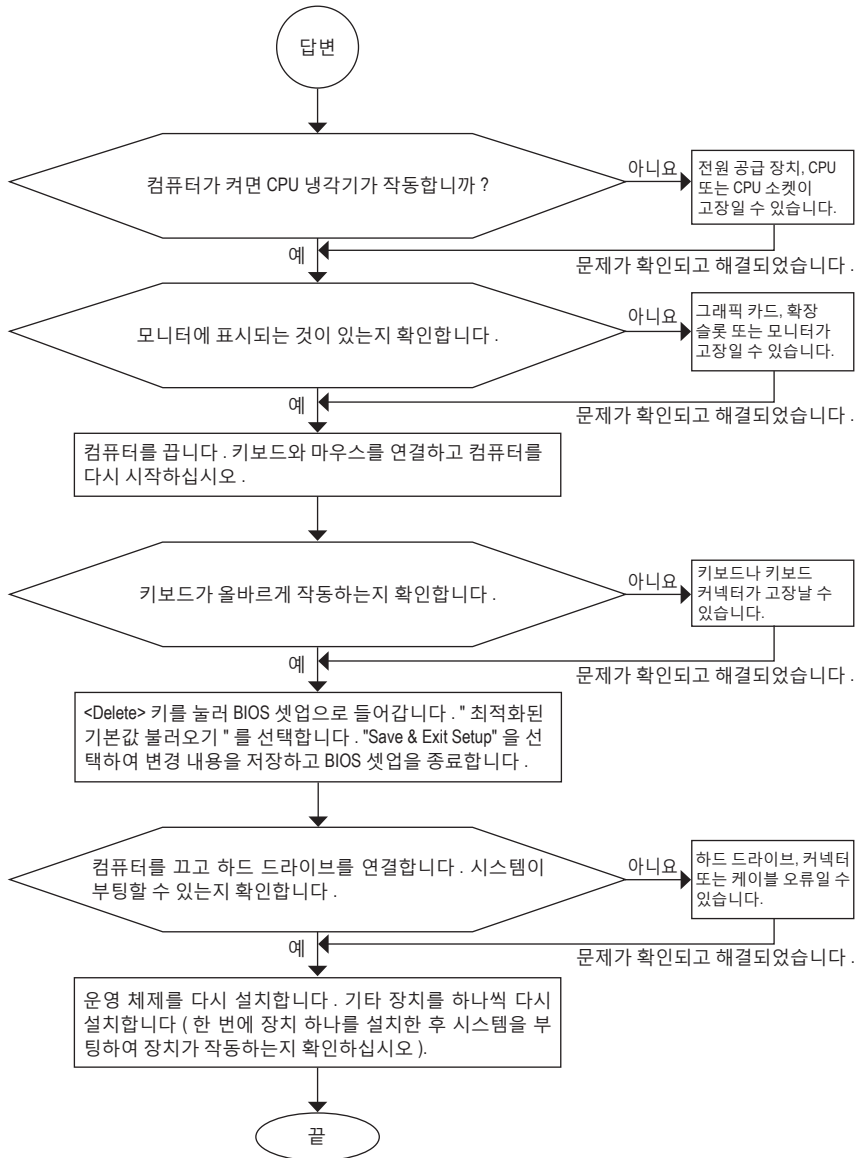 답변
컴퓨터가 켜면 CPU 냉각기가 작동합니까 ?
아니요
전원 공급 장치, CPU
또는 CPU 소켓이
고장일 수 있습니다.
예
문제가 확인되고 해결되었습니다 .
모니터에 표시되는 것이 있는지 확인합니다 .
아니요
그래픽 카드, 확장
슬롯 또는 모니터가
고장일 수 있습니다.
예
문제가 확인되고 해결되었습니다 .
컴퓨터를 끕니다 . 키보드와 마우스를 연결하고 컴퓨터를
다시 시작하십시오 .
키보드가 올바르게 작동하는지 확인합니다 .
아니요
키보드나 키보드
커넥터가 고장날 수
있습니다.
예
문제가 확인되고 해결되었습니다 .
<Delete> 키를 눌러 BIOS 셋업으로 들어갑니다 . " 최적화된
기본값 불러오기 " 를 선택합니다 . "Save & Exit Setup" 을 선
택하여 변경 내용을 저장하고 BIOS 셋업을 종료합니다 .
컴퓨터를 끄고 하드 드라이브를 연결합니다 . 시스템이
부팅할 수 있는지 확인합니다 .
아니요
하드 드라이브, 커넥터
또는 케이블 오류일 수
있습니다.
예
문제가 확인되고 해결되었습니다 .
운영 체제를 다시 설치합니다 . 기타 장치를 하나씩 다시
설치합니다 ( 한 번에 장치 하나를 설치한 후 시스템을 부
팅하여 장치가 작동하는지 확인하십시오 ).
끝